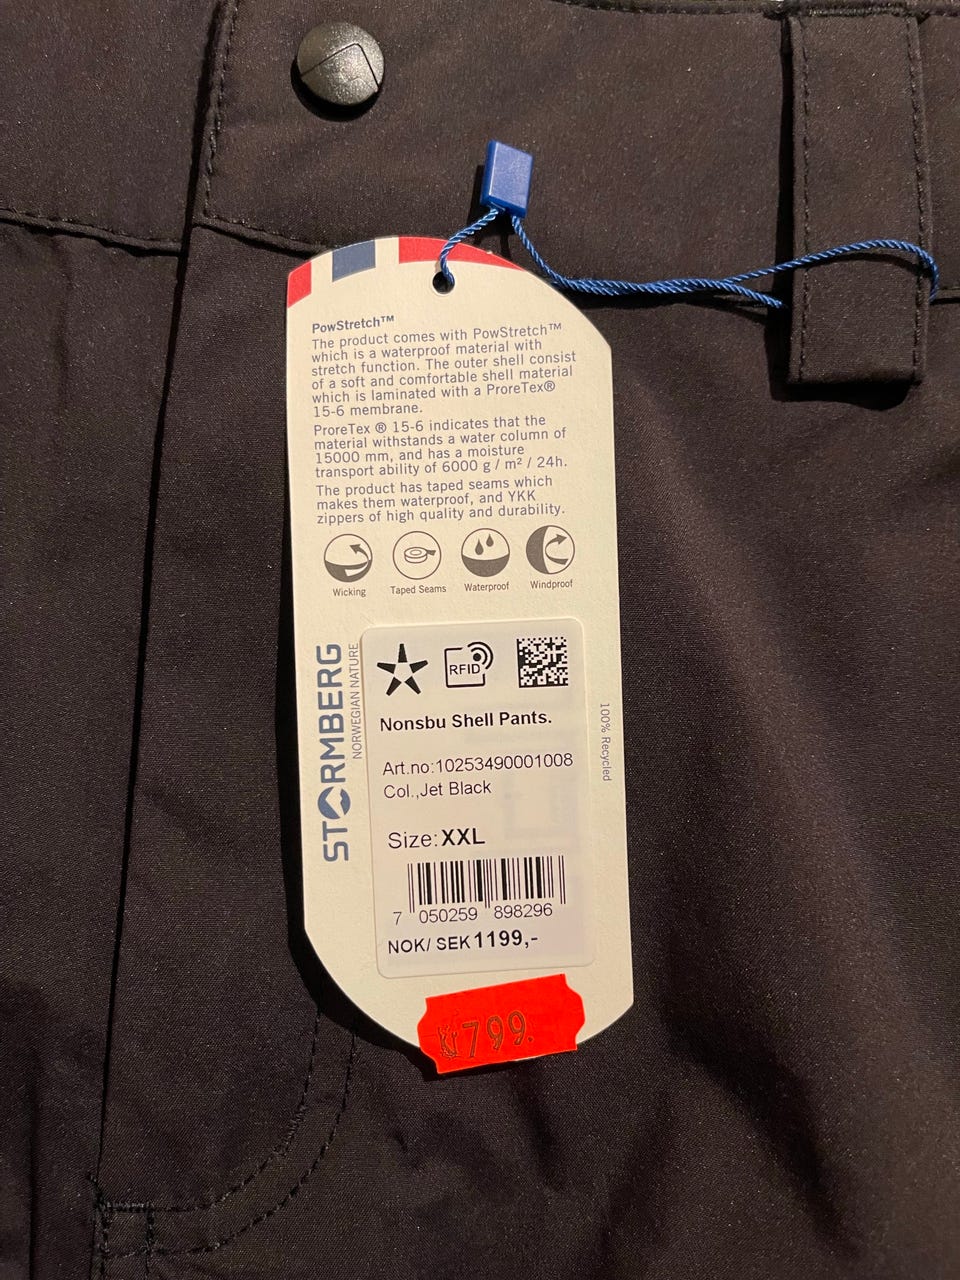 PowStretch™
The product comes with PowStretch™
which is a waterproof material with
stretch function. The outer shell consist
of a soft and comfortable shell material
which is laminated with a ProreTex®
15-6 membrane.
ProreTex ® 15-6 indicates that the
material withstands a water column of
15000 mm, and has a moisture
transport ability of 6000 g / m² / 24h.
The product has taped seams which
makes them waterproof, and YKK
zippers of high quality and durability.
Wicking Taped Seams Waterproof Windproof
STORMBERG
NORWEGIAN NATURE
RFID
Nonsbu Shell Pants.
Art.no:10253490001008
Col.,Jet Black
Size:XXL
7 050259 898296
NOK/ SEK 1199,-
100% Recycled
Kr 799.